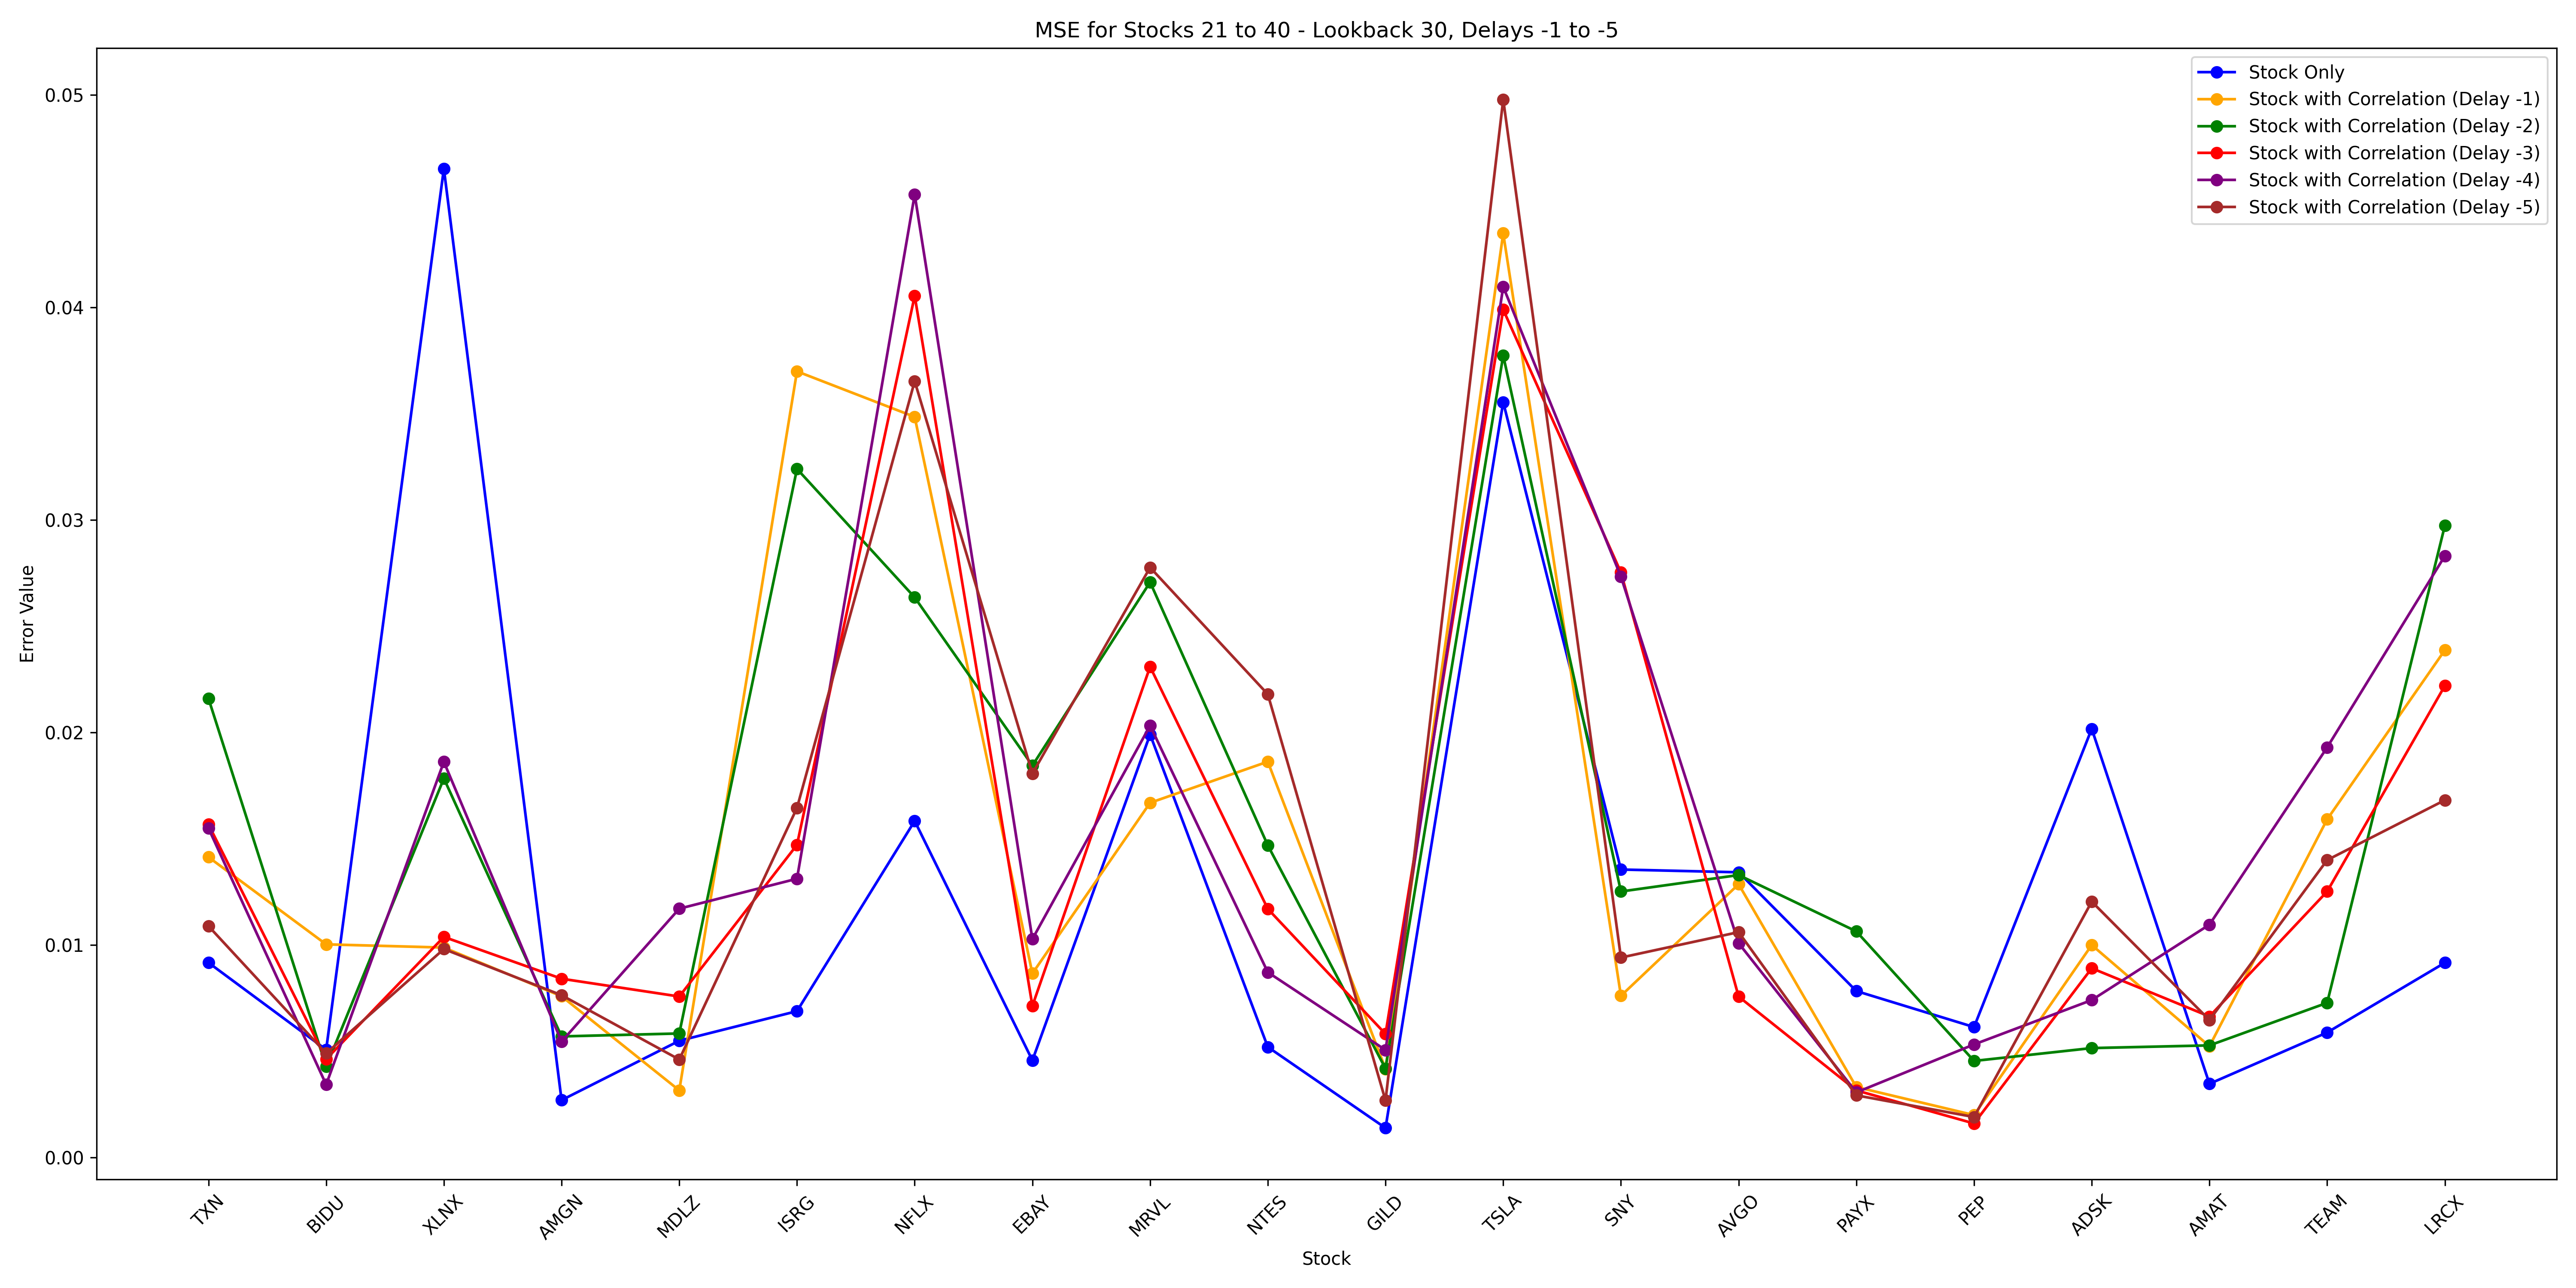 MSE for Stocks 21 to 40 - Lookback 30, Delays -1 to -5
Stock Only
Stock with Correlation (Delay -1)
Stock with Correlation (Delay -2)
Stock with Correlation (Delay -3)
Stock with Correlation (Delay -4)
Stock with Correlation (Delay -5)
Error Value
0.05
0.04
0.03
0.02
0.01
0.00
TXN
BIDU
XLNX
AMGN
MDLZ
ISRG
NFLX
EBAY
MRVL
NTES
GILD
TSLA
SNY
AVGO
PAYX
PEP
ADSK
AMAT
TEAM
LRCX
Stock